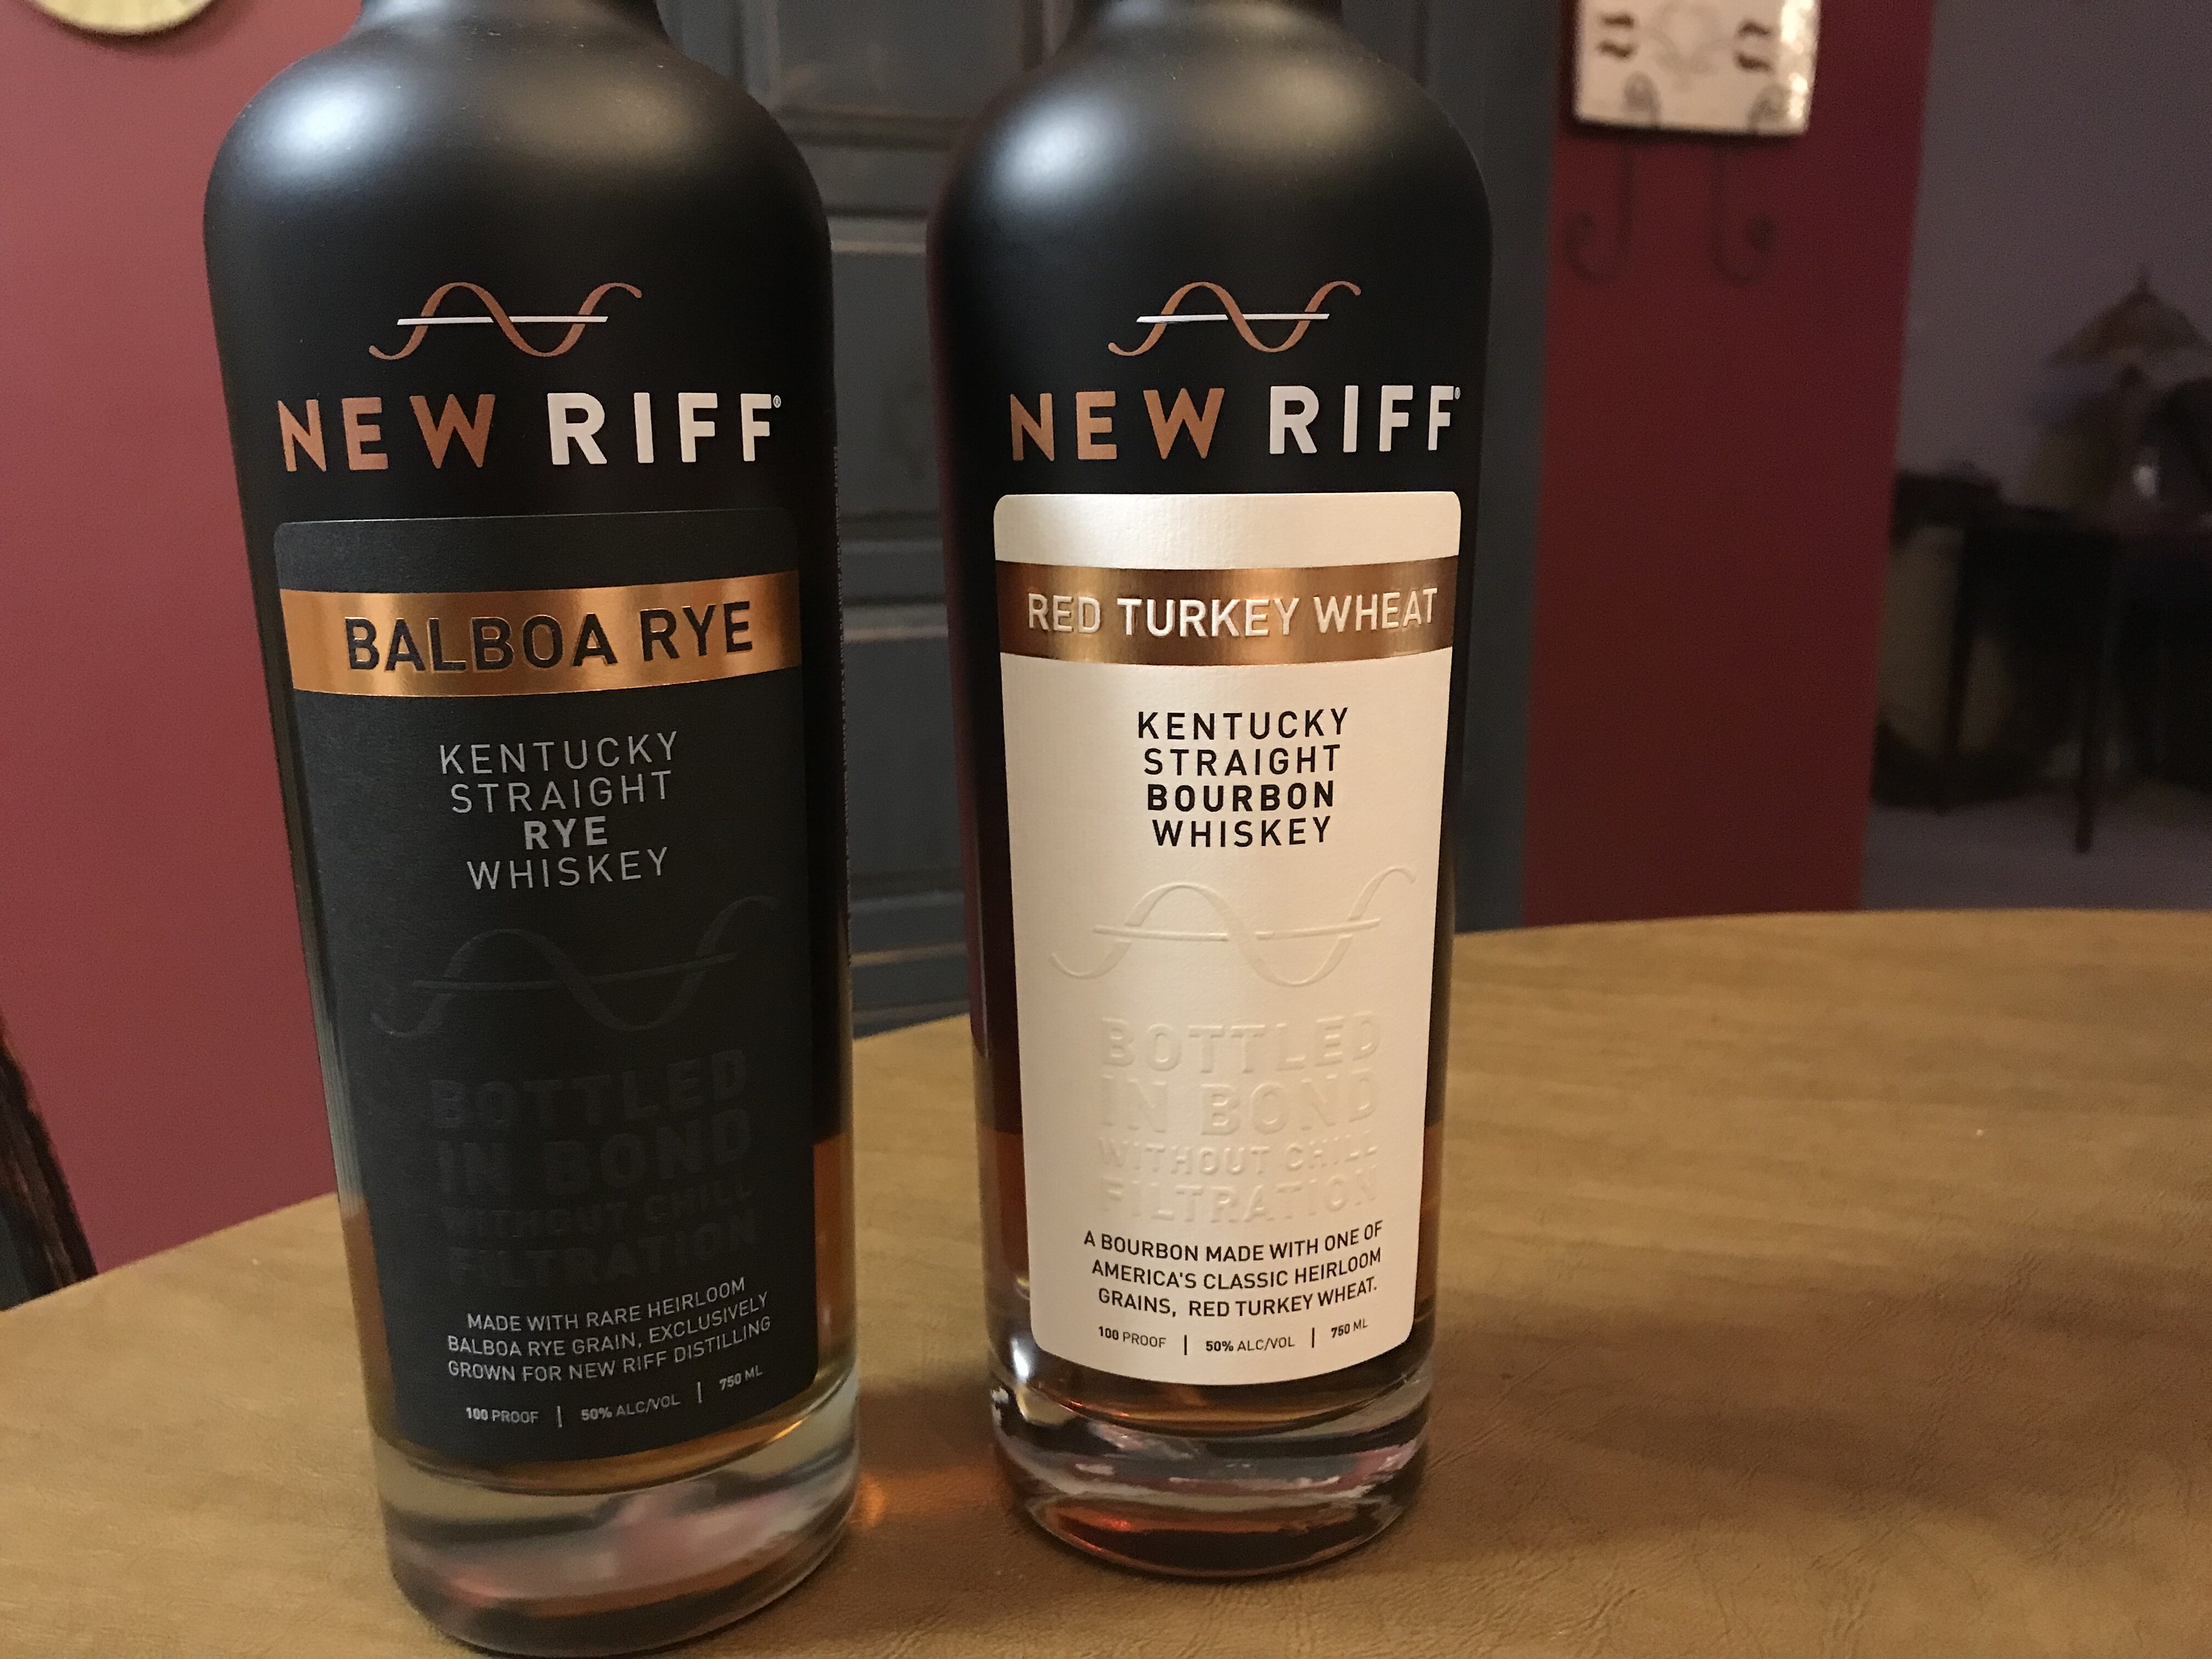 NEW RIFF®
BALBOA RYE
KENTUCKY
STRAIGHT
RYE
WHISKEY
BOTTLED
IN BOND
WITHOUT CHILL
FILTRATION
MADE WITH RARE HEIRLOOM
BALBOA RYE GRAIN, EXCLUSIVELY
GROWN FOR NEW RIFF DISTILLING
100 PROOF | 50% ALC/VOL | 750 ML
NEW RIFF®
RED TURKEY WHEAT
KENTUCKY
STRAIGHT
BOURBON
WHISKEY
BOTTLED
IN BOND
WITHOUT CHILL
FILTRATION
A BOURBON MADE WITH ONE OF
AMERICA'S CLASSIC HEIRLOOM
GRAINS, RED TURKEY WHEAT.
100 PROOF | 50% ALC/VOL | 750 ML